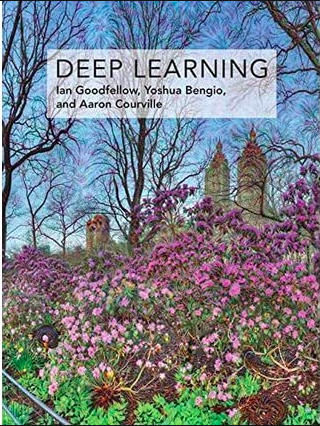 DEEP LEARNING
Ian Goodfellow, Yoshua Bengio,
and Aaron Courville